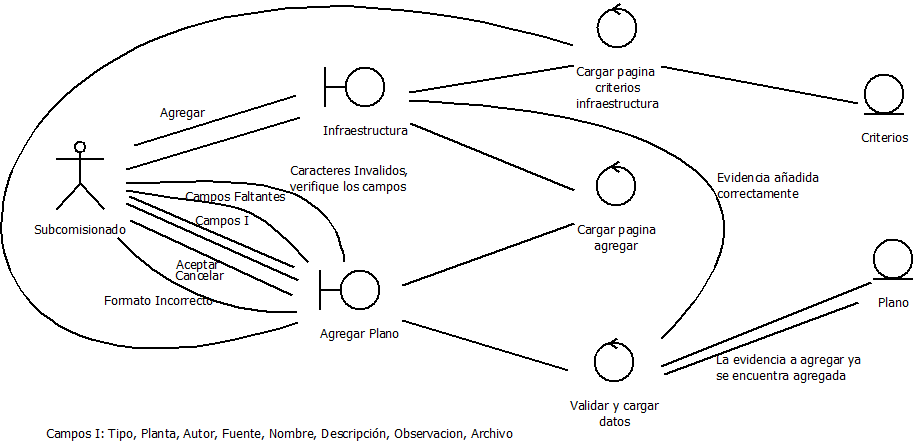 Cargar pagina
criterios
infraestructura
Agregar
Infraestructura
Criterios
Caracteres Invalidos,
verifique los campos
Evidencia añadida
correctamente
Campos Faltantes
Campos I
Subcomisionado
Cargar pagina
agregar
Aceptar
Cancelar
Formato Incorrecto
Plano
Agregar Plano
La evidencia a agregar ya
se encuentra agregada
Validar y cargar
datos
Campos I: Tipo, Planta, Autor, Fuente, Nombre, Descripción, Observacion, Archivo